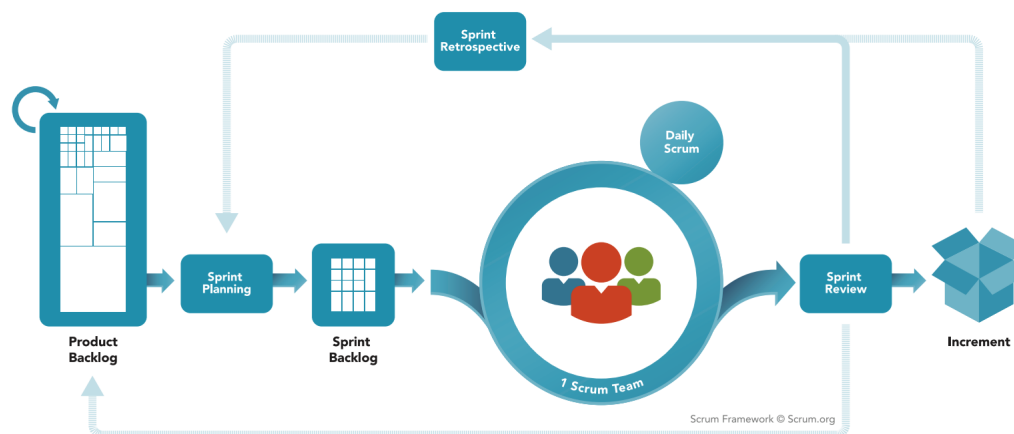 Sprint
Retrospective
Daily
Scrum
Sprint
Planning
Sprint
Review
Product
Backlog
Sprint
Backlog
1 Scrum Team
Increment
Scrum Framework © Scrum.org